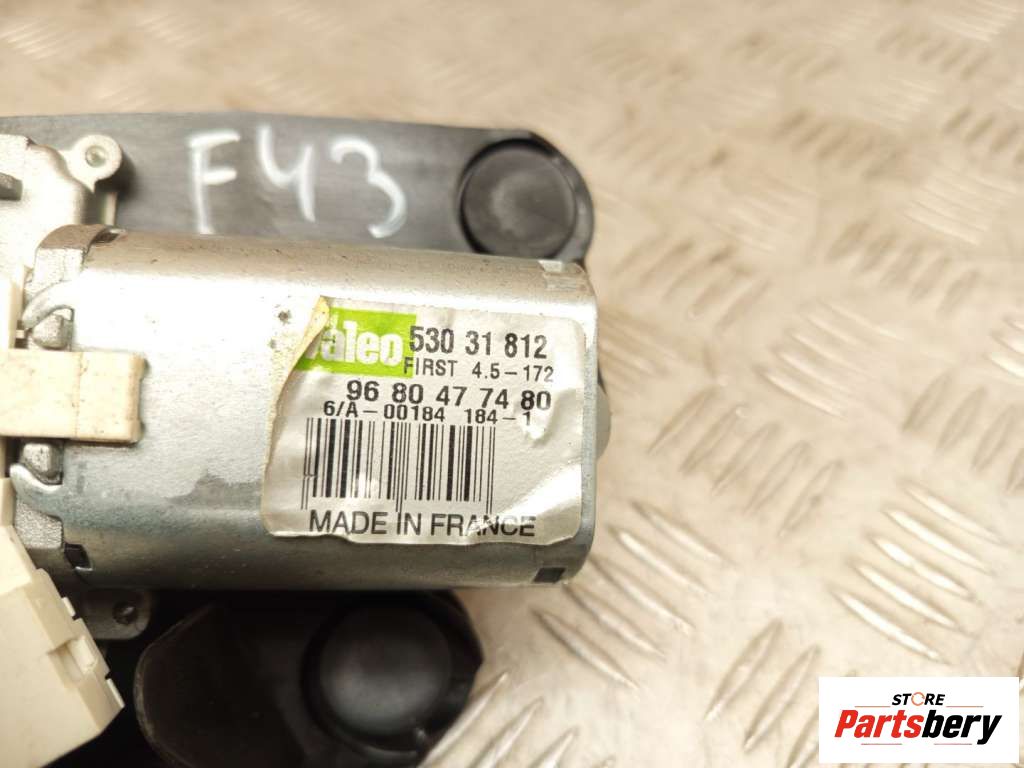 F43
Valeo 530 31 812
FIRST 4.5-172
96 80 47 74 80
6/A-00184 184-1
MADE IN FRANCE
STORE
Partsbery